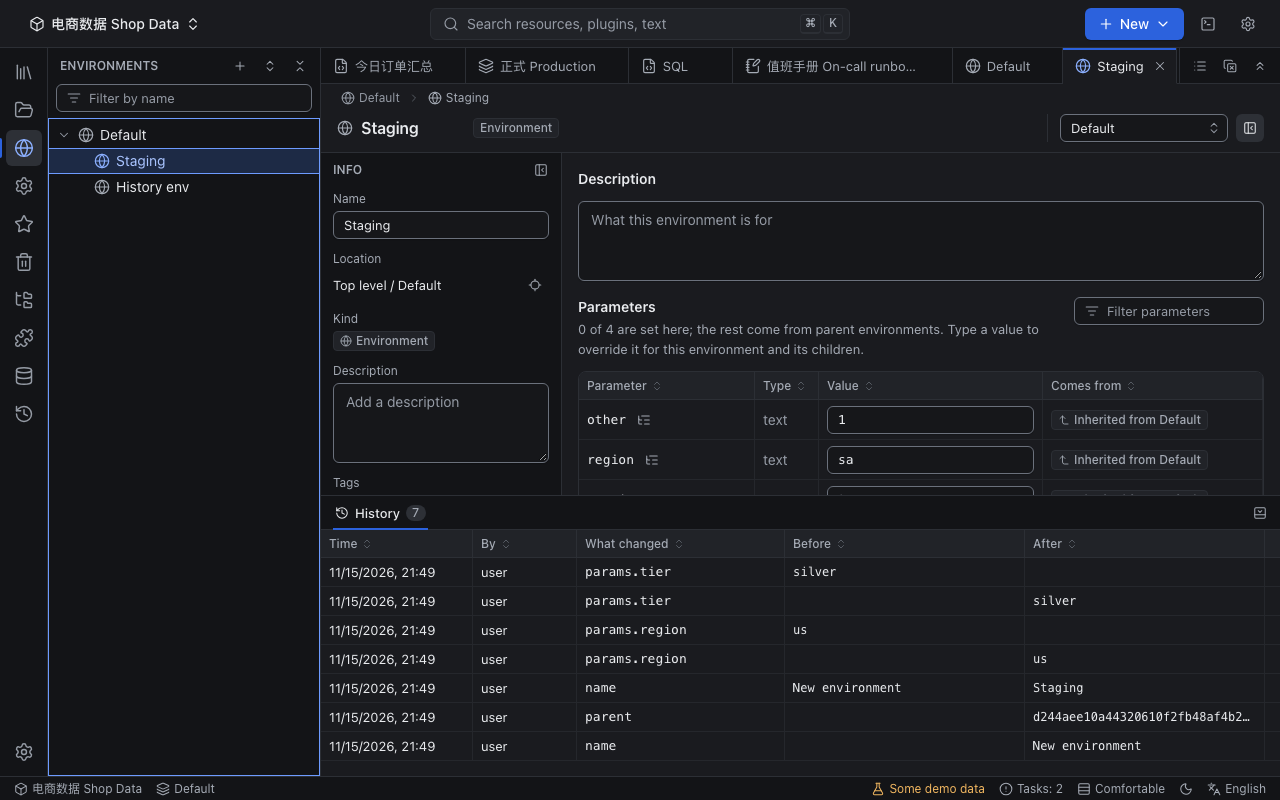 电商数据 Shop Data
Search resources, plugins, text
⌘ K
New
ENVIRONMENTS
今日订单汇总
正式 Production
SQL
值班手册 On-call runbo...
Default
Staging
Filter by name
Default
Staging
History env
Default
Staging
Staging
Environment
Default
INFO
Name
Staging
Location
Top level / Default
Kind
Environment
Description
Add a description
Tags
Description
What this environment is for
Parameters
Filter parameters
0 of 4 are set here; the rest come from parent environments. Type a value to
override it for this environment and its children.
Parameter Type Value Comes from
other text 1 Inherited from Default
region text sa Inherited from Default
History 7
Time By What changed Before After
11/15/2026, 21:49 user params.tier silver
11/15/2026, 21:49 user params.tier silver
11/15/2026, 21:49 user params.region us
11/15/2026, 21:49 user params.region us
11/15/2026, 21:49 user name New environment Staging
11/15/2026, 21:49 user parent d244aee10a44320610f2fb48af4b2...
11/15/2026, 21:49 user name New environment
电商数据 Shop Data
Default
Some demo data
Tasks: 2
Comfortable
English